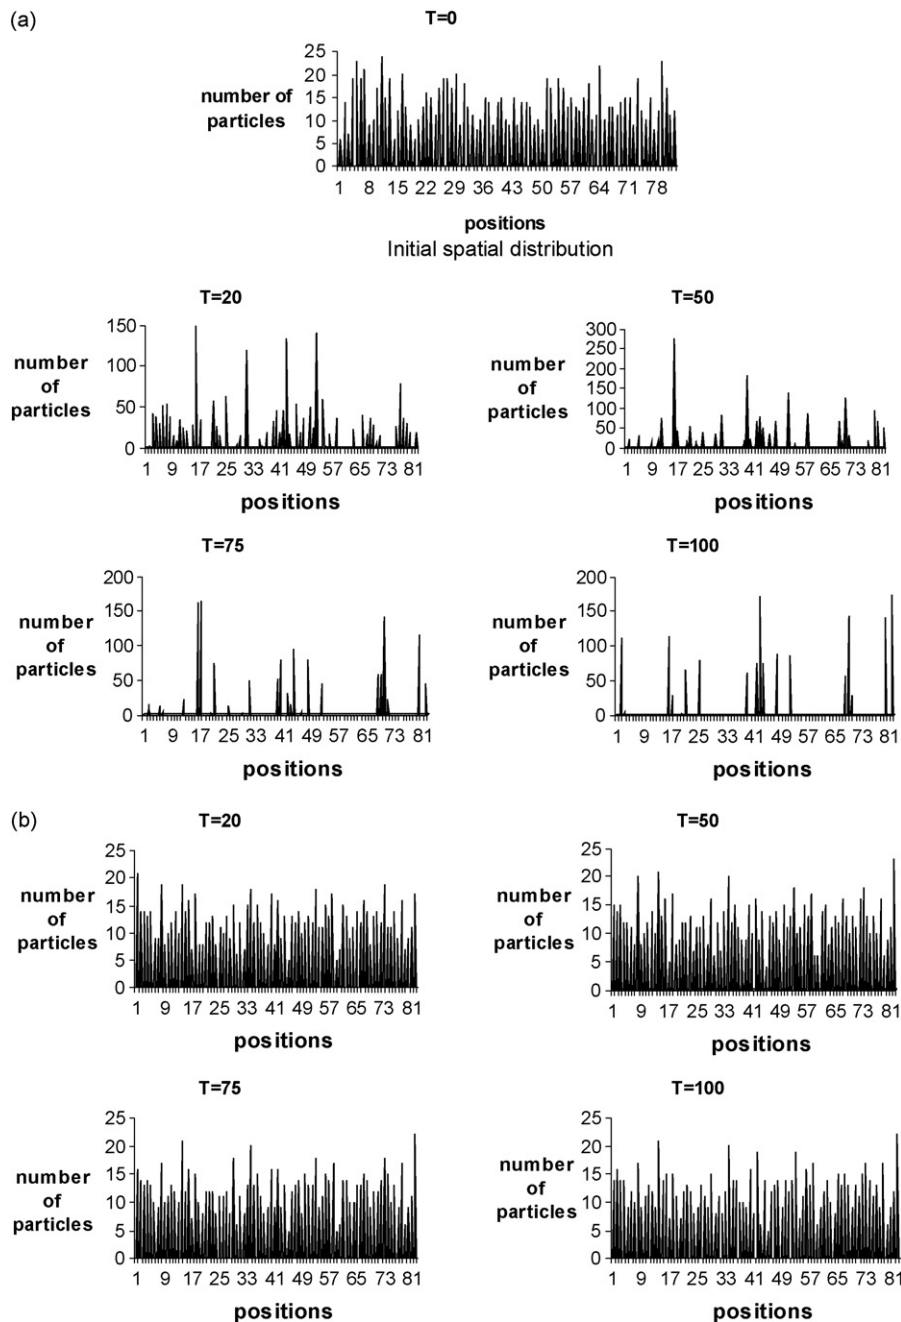 (a)
T=0
25
20
15
10
5
0
number of
particles
1 8 15 22 29 36 43 50 57 64 71 78
positions
Initial spatial distribution
T=20
150
100
50
0
number
of
particles
1 9 17 25 33 41 49 57 65 73 81
positions
T=50
300
250
200
150
100
50
0
number
of
particles
1 9 17 25 33 41 49 57 65 73 81
positions
T=75
200
150
100
50
0
number
of
particles
1 9 17 25 33 41 49 57 65 73 81
positions
T=100
200
150
100
50
0
number
of
particles
1 9 17 25 33 41 49 57 65 73 81
positions
(b)
T=20
25
20
15
10
5
0
number
of
particles
1 9 17 25 33 41 49 57 65 73 81
positions
T=50
25
20
15
10
5
0
number
of
particles
1 9 17 25 33 41 49 57 65 73 81
positions
T=75
25
20
15
10
5
0
number
of
particles
1 9 17 25 33 41 49 57 65 73 81
positions
T=100
25
20
15
10
5
0
number
of
particles
1 9 17 25 33 41 49 57 65 73 81
positions